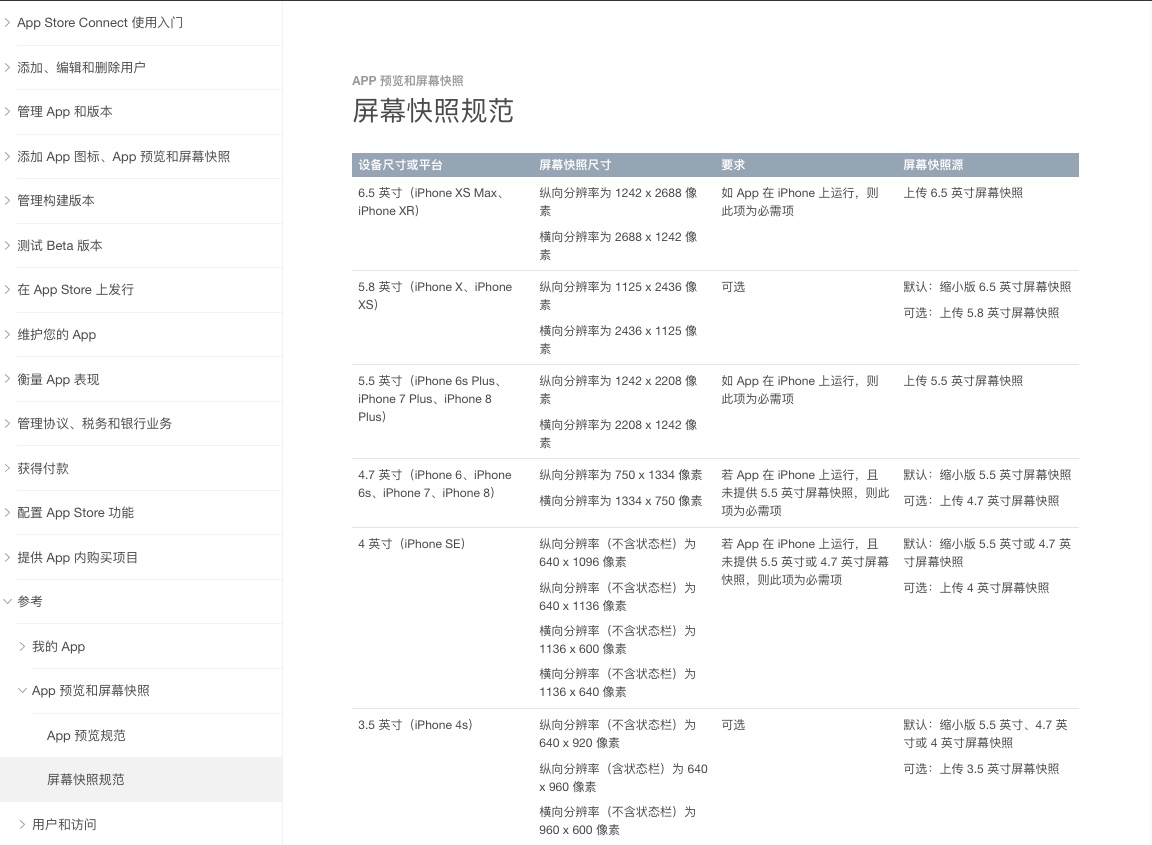 App Store Connect 使用入门
添加、编辑和删除用户
管理 App 和版本
添加 App 图标、App 预览和屏幕快照
管理构建版本
测试 Beta 版本
在 App Store 上发行
维护您的 App
衡量 App 表现
管理协议、税务和银行业务
获得付款
配置 App Store 功能
提供 App 内购买项目
参考
我的 App
App 预览和屏幕快照
App 预览规范
屏幕快照规范
用户和访问
APP 预览和屏幕快照
屏幕快照规范
设备尺寸或平台 屏幕快照尺寸 要求 屏幕快照源
6.5 英寸（iPhone XS Max、
iPhone XR）
纵向分辨率为 1242 x 2688 像
素
横向分辨率为 2688 x 1242 像
素
如 App 在 iPhone 上运行，则
此项为必需项
上传 6.5 英寸屏幕快照
5.8 英寸（iPhone X、iPhone
XS）
纵向分辨率为 1125 x 2436 像
素
横向分辨率为 2436 x 1125 像
素
可选
默认：缩小版 6.5 英寸屏幕快照
可选：上传 5.8 英寸屏幕快照
5.5 英寸（iPhone 6s Plus、
iPhone 7 Plus、iPhone 8
Plus）
纵向分辨率为 1242 x 2208 像
素
横向分辨率为 2208 x 1242 像
素
如 App 在 iPhone 上运行，则
此项为必需项
上传 5.5 英寸屏幕快照
4.7 英寸（iPhone 6、iPhone
6s、iPhone 7、iPhone 8）
纵向分辨率为 750 x 1334 像素
横向分辨率为 1334 x 750 像素
若 App 在 iPhone 上运行，且
未提供 5.5 英寸屏幕快照，则此
项为必需项
默认：缩小版 5.5 英寸屏幕快照
可选：上传 4.7 英寸屏幕快照
4 英寸（iPhone SE）
纵向分辨率（不含状态栏）为
640 x 1096 像素
纵向分辨率（不含状态栏）为
640 x 1136 像素
横向分辨率（不含状态栏）为
1136 x 600 像素
横向分辨率（不含状态栏）为
1136 x 640 像素
若 App 在 iPhone 上运行，且
未提供 5.5 英寸或 4.7 英寸屏幕
快照，则此项为必需项
默认：缩小版 5.5 英寸或 4.7 英
寸屏幕快照
可选：上传 4 英寸屏幕快照
3.5 英寸（iPhone 4s）
纵向分辨率（不含状态栏）为
640 x 920 像素
纵向分辨率（含状态栏）为 640
x 960 像素
横向分辨率（不含状态栏）为
960 x 600 像素
可选
默认：缩小版 5.5 英寸、4.7 英
寸或 4 英寸屏幕快照
可选：上传 3.5 英寸屏幕快照